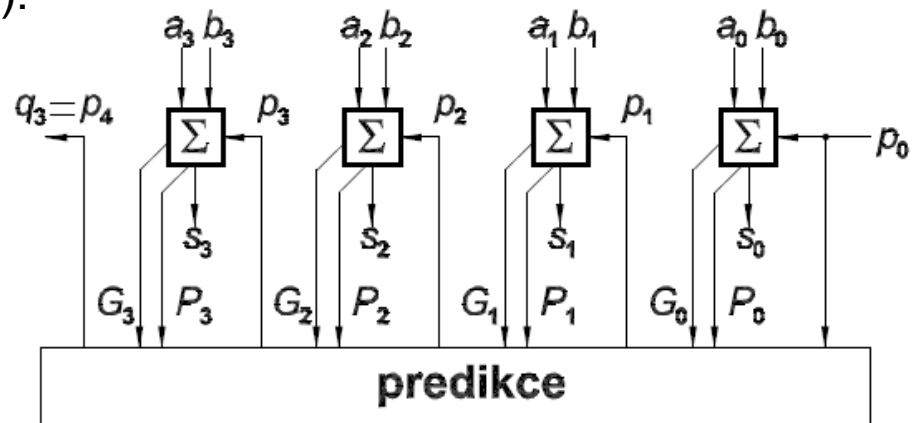 ).
a₃ b₃ a₂ b₂ a₁ b₁ a₀ b₀
q₃=p₄ Σ p₃ Σ p₂ Σ p₁ Σ p₀
s₃ s₂ s₁ s₀
G₃ P₃ G₂ P₂ G₁ P₁ G₀ P₀
predikce